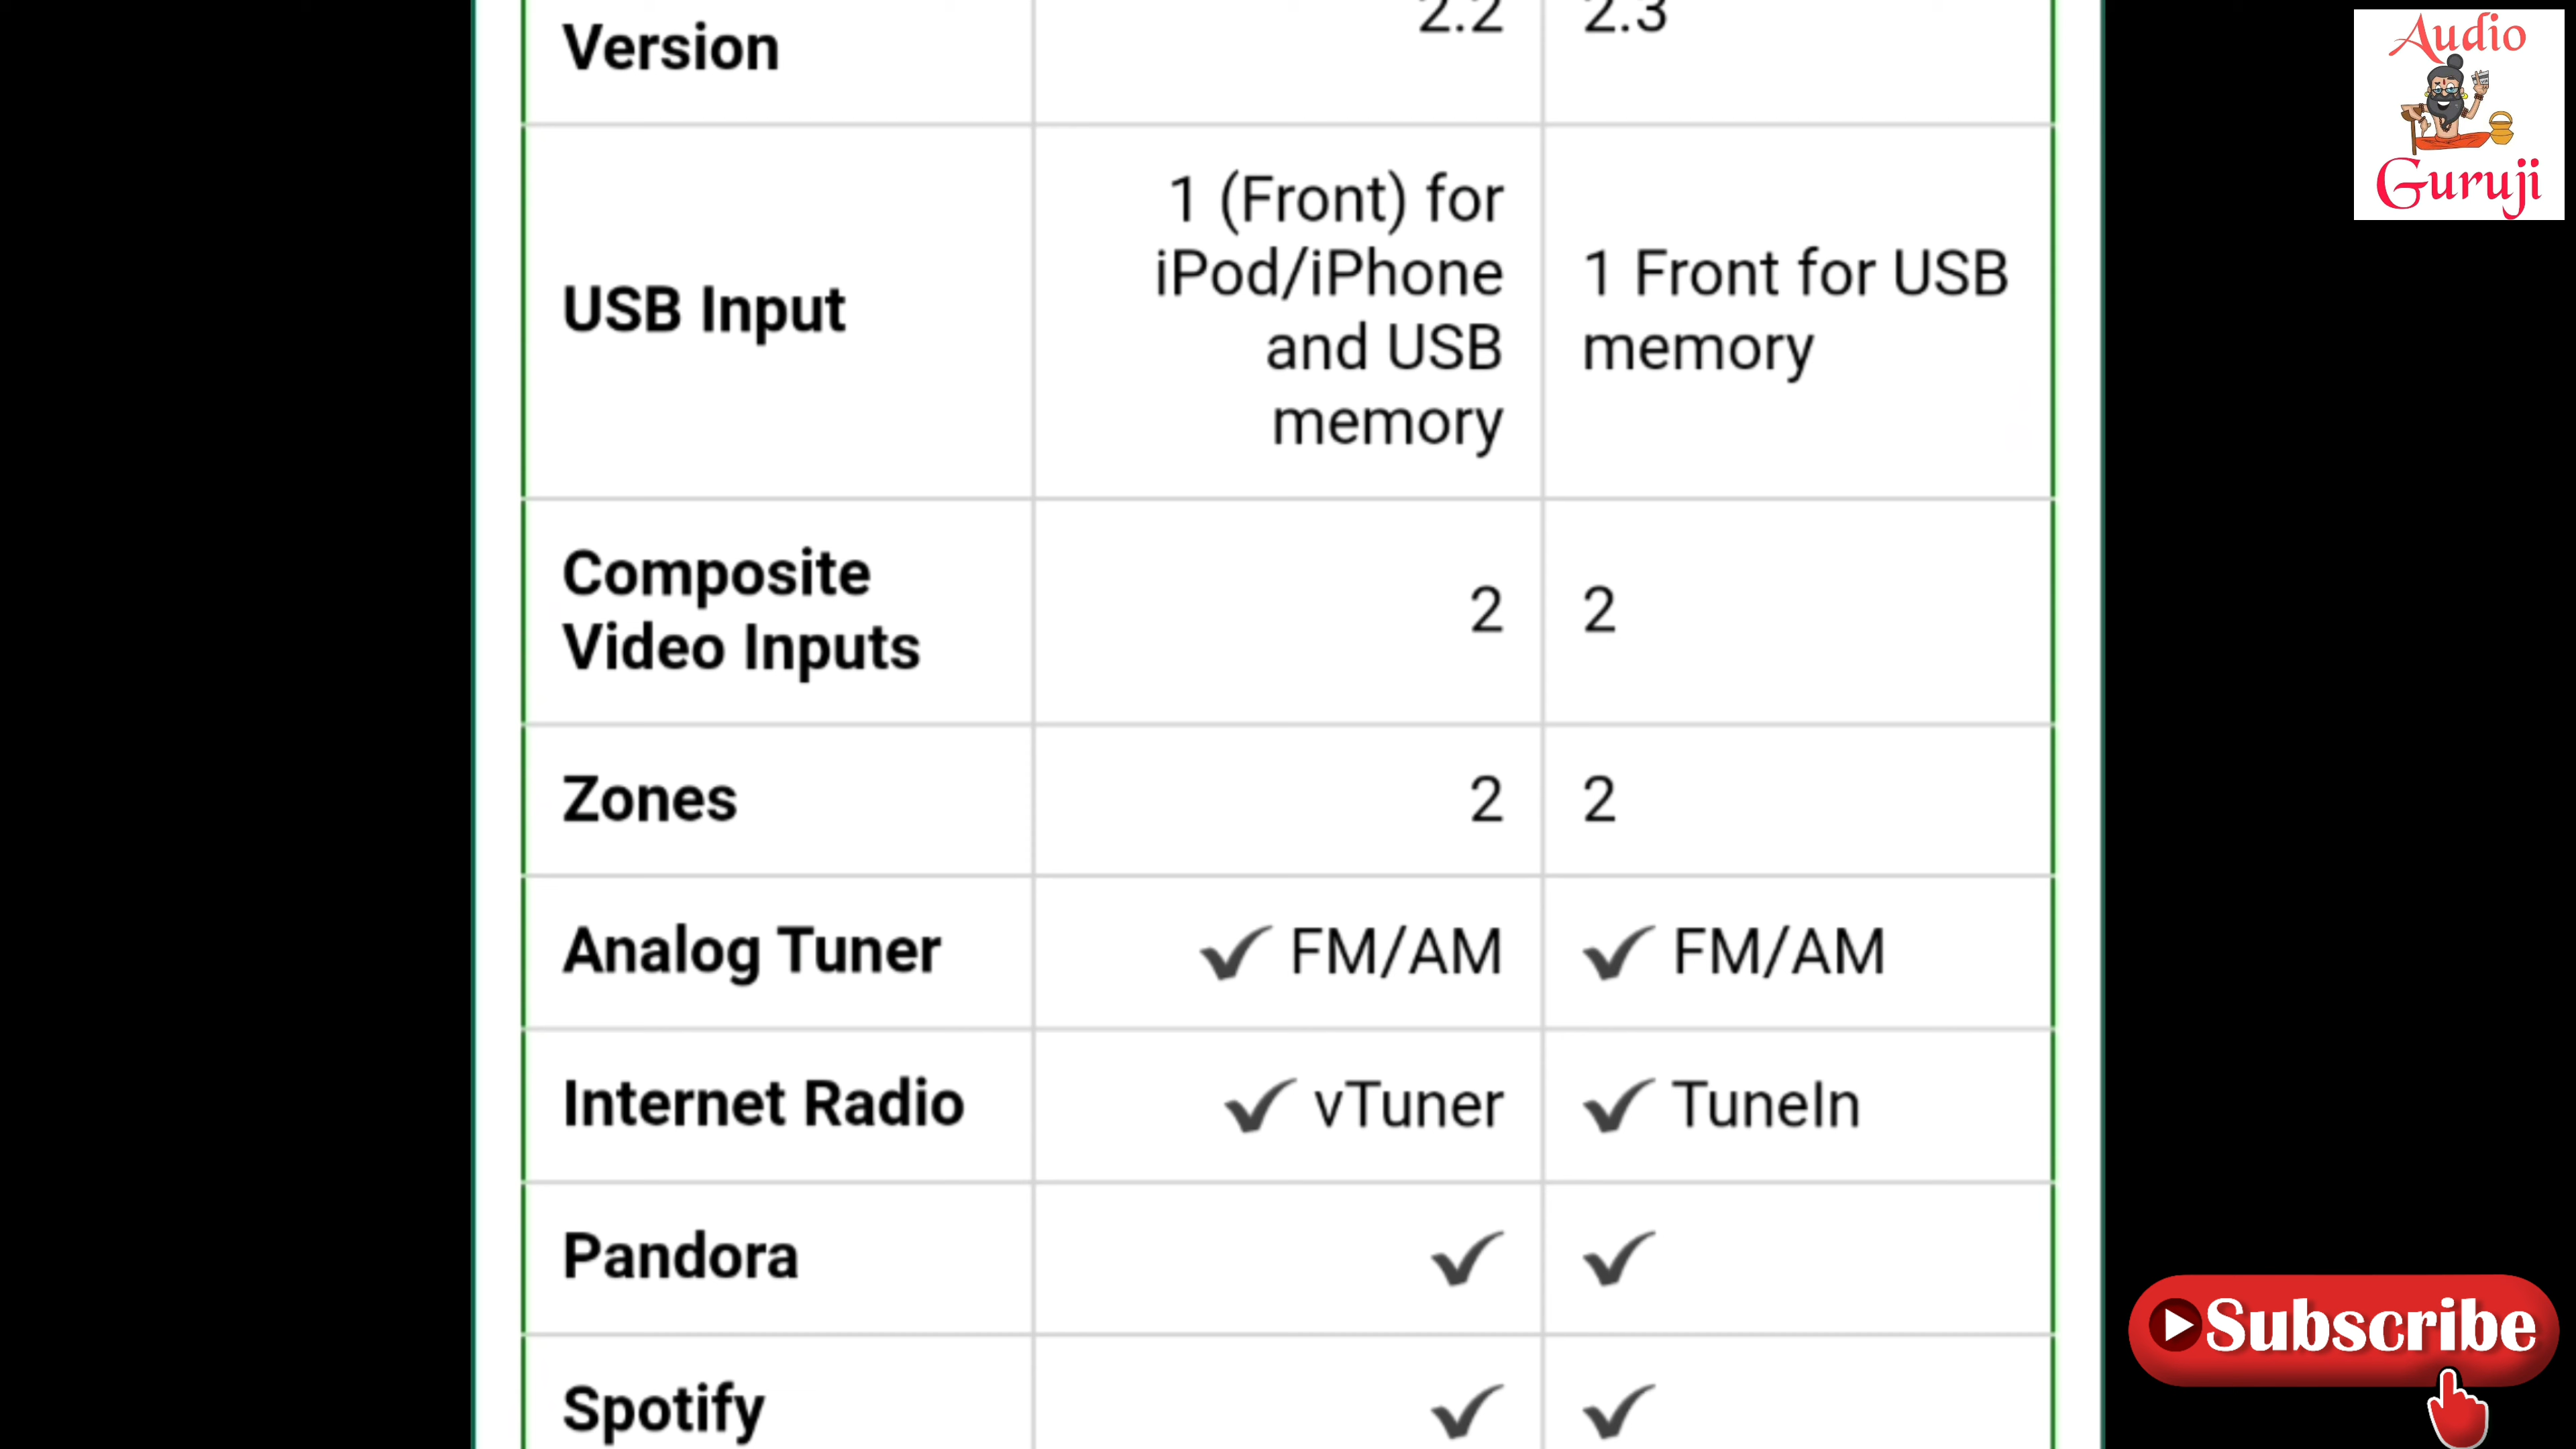 Version 2.2 2.3
USB Input
1 (Front) for
iPod/iPhone
and USB
memory
1 Front for USB
memory
Composite
Video Inputs
2 2
Zones 2 2
Analog Tuner ✓ FM/AM ✓ FM/AM
Internet Radio ✓ vTuner ✓ TuneIn
Pandora ✓ ✓
Spotify ✓ ✓
Audio
Guruji
Subscribe